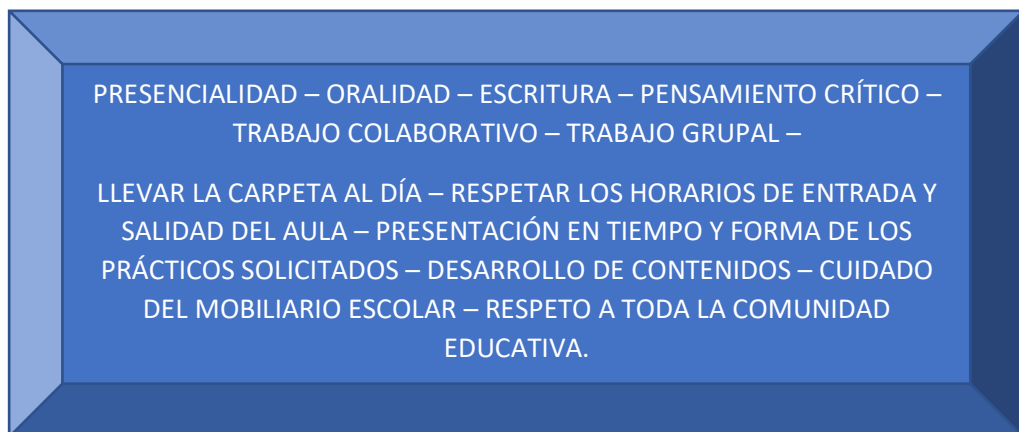 PRESENCIALIDAD – ORALIDAD – ESCRITURA – PENSAMIENTO CRÍTICO –
TRABAJO COLABORATIVO – TRABAJO GRUPAL –
LLEVAR LA CARPETA AL DÍA – RESPETAR LOS HORARIOS DE ENTRADA Y
SALIDAD DEL AULA – PRESENTACIÓN EN TIEMPO Y FORMA DE LOS
PRÁCTICOS SOLICITADOS – DESARROLLO DE CONTENIDOS – CUIDADO
DEL MOBILIARIO ESCOLAR – RESPETO A TODA LA COMUNIDAD
EDUCATIVA.